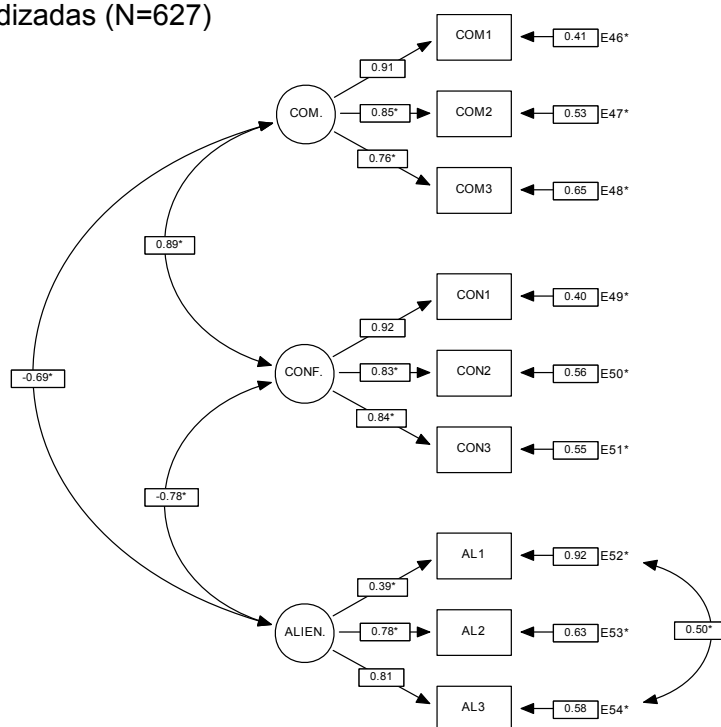 dizadas (N=627)
COM1
0.41 E46*
0.91
COM.
0.85*
COM2
0.53 E47*
0.76*
COM3
0.65 E48*
0.89*
CON1
0.40 E49*
0.92
CONF.
0.83*
CON2
0.56 E50*
-0.69*
0.84*
CON3
0.55 E51*
-0.78*
AL1
0.92 E52*
0.39*
ALIEN.
0.78*
AL2
0.63 E53*
0.50*
0.81
AL3
0.58 E54*